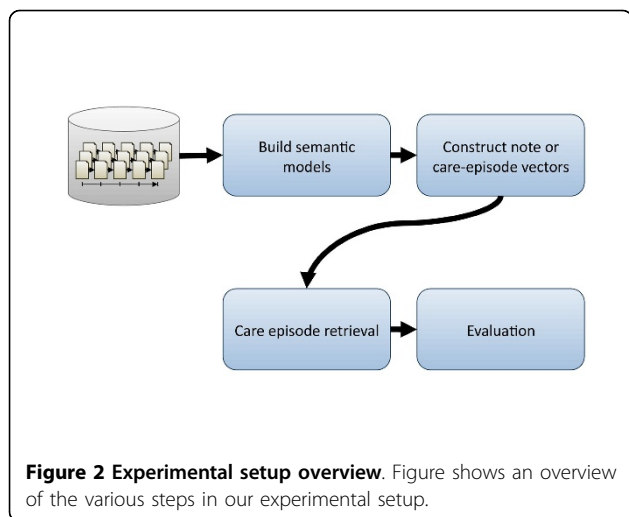 Build semantic
models
Construct note or
care-episode vectors
Care episode retrieval
Evaluation
Figure 2 Experimental setup overview. Figure shows an overview
of the various steps in our experimental setup.